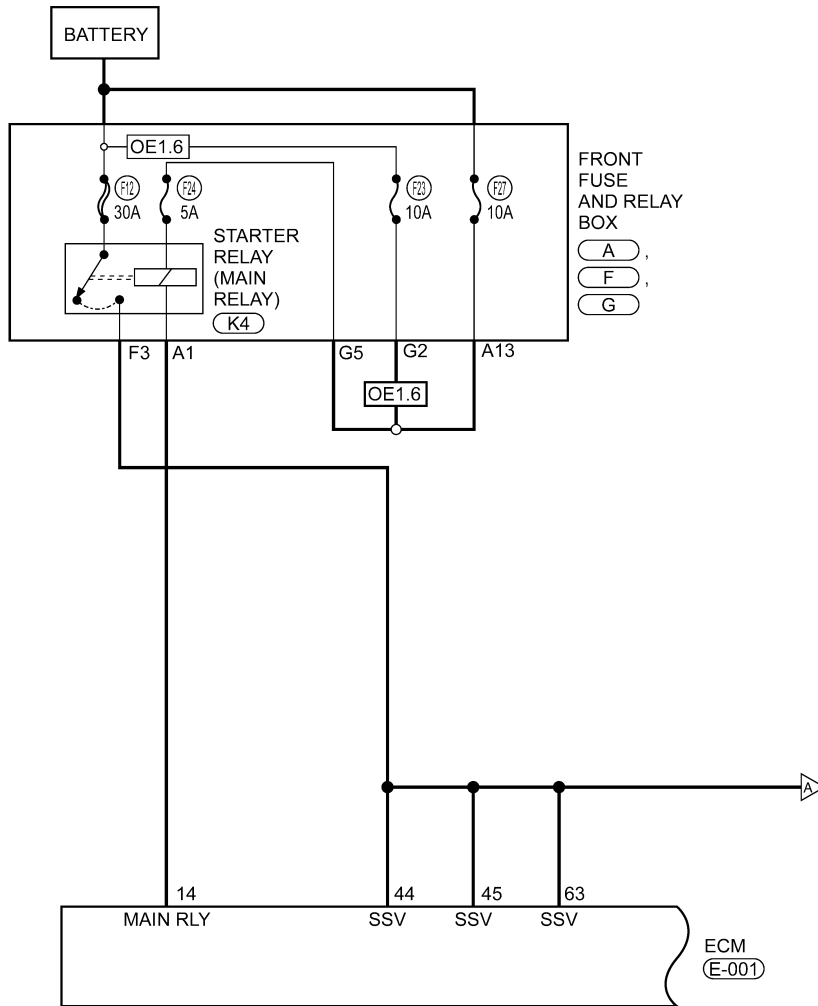 BATTERY
OE1.6
F12
30A
F24
5A
F23
10A
F27
10A
FRONT
FUSE
AND RELAY
BOX
A ,
F ,
G
STARTER
RELAY
(MAIN
RELAY)
K4
F3
A1
G5
G2
A13
OE1.6
A
14
44
45
63
MAIN RLY
SSV
SSV
SSV
ECM
E-001